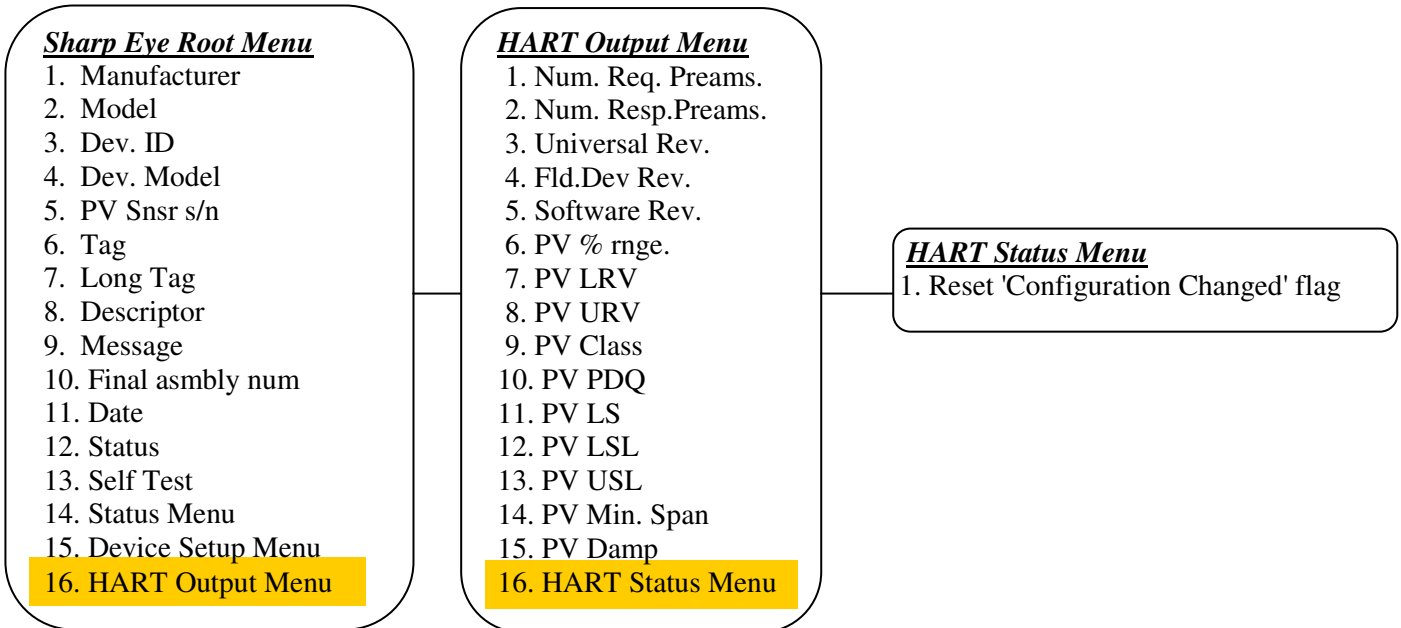 Sharp Eye Root Menu
1. Manufacturer
2. Model
3. Dev. ID
4. Dev. Model
5. PV Snsr s/n
6. Tag
7. Long Tag
8. Descriptor
9. Message
10. Final asmbly num
11. Date
12. Status
13. Self Test
14. Status Menu
15. Device Setup Menu
16. HART Output Menu
HART Output Menu
1. Num. Req. Preams.
2. Num. Resp.Preams.
3. Universal Rev.
4. Fld.Dev Rev.
5. Software Rev.
6. PV % rnge.
7. PV LRV
8. PV URV
9. PV Class
10. PV PDQ
11. PV LS
12. PV LSL
13. PV USL
14. PV Min. Span
15. PV Damp
16. HART Status Menu
HART Status Menu
1. Reset 'Configuration Changed' flag